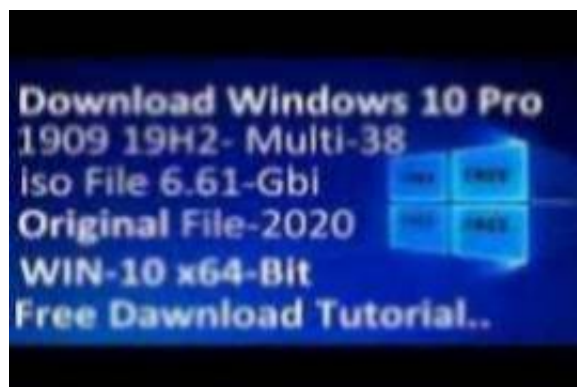 Download Windows 10 Pro
1909 19H2- Multi-38
iso File 6.61-Gbi
Original File-2020
WIN-10 x64-Bit
Free Dawnload Tutorial..